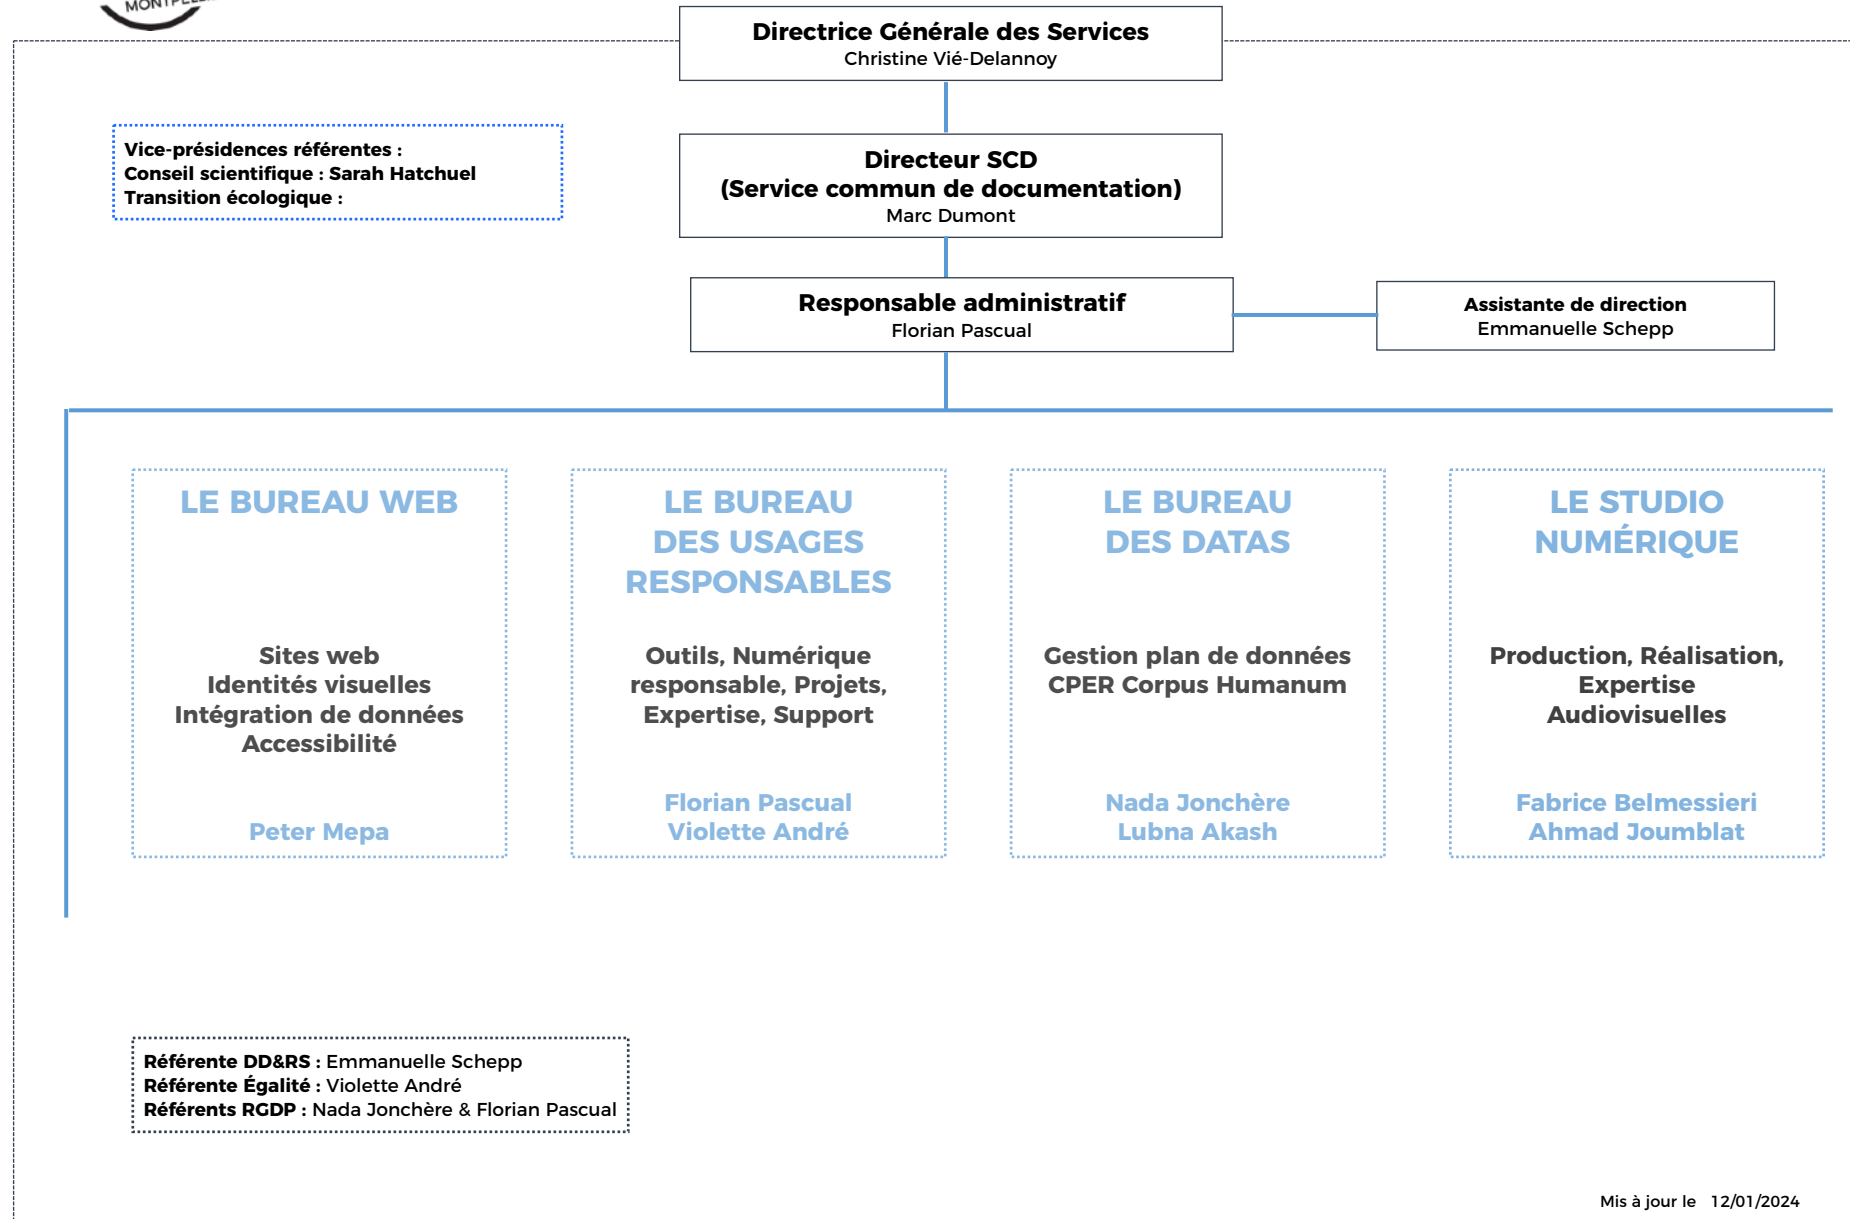 MONTPELL
Directrice Générale des Services
Christine Vié-Delannoy
Vice-présidences référentes :
Conseil scientifique : Sarah Hatchuel
Transition écologique :
Directeur SCD
(Service commun de documentation)
Marc Dumont
Responsable administratif
Florian Pascual
Assistante de direction
Emmanuelle Schepp
LE BUREAU WEB
Sites web
Identités visuelles
Intégration de données
Accessibilité
Peter Mepa
LE BUREAU
DES USAGES
RESPONSABLES
Outils, Numérique
responsable, Projets,
Expertise, Support
Florian Pascual
Violette André
LE BUREAU
DES DATAS
Gestion plan de données
CPER Corpus Humanum
Nada Jonchère
Lubna Akash
LE STUDIO
NUMÉRIQUE
Production, Réalisation,
Expertise
Audiovisuelles
Fabrice Belmessieri
Ahmad Joumblat
Référente DD&RS : Emmanuelle Schepp
Référente Égalité : Violette André
Référents RGDP : Nada Jonchère & Florian Pascual
Mis à jour le 12/01/2024